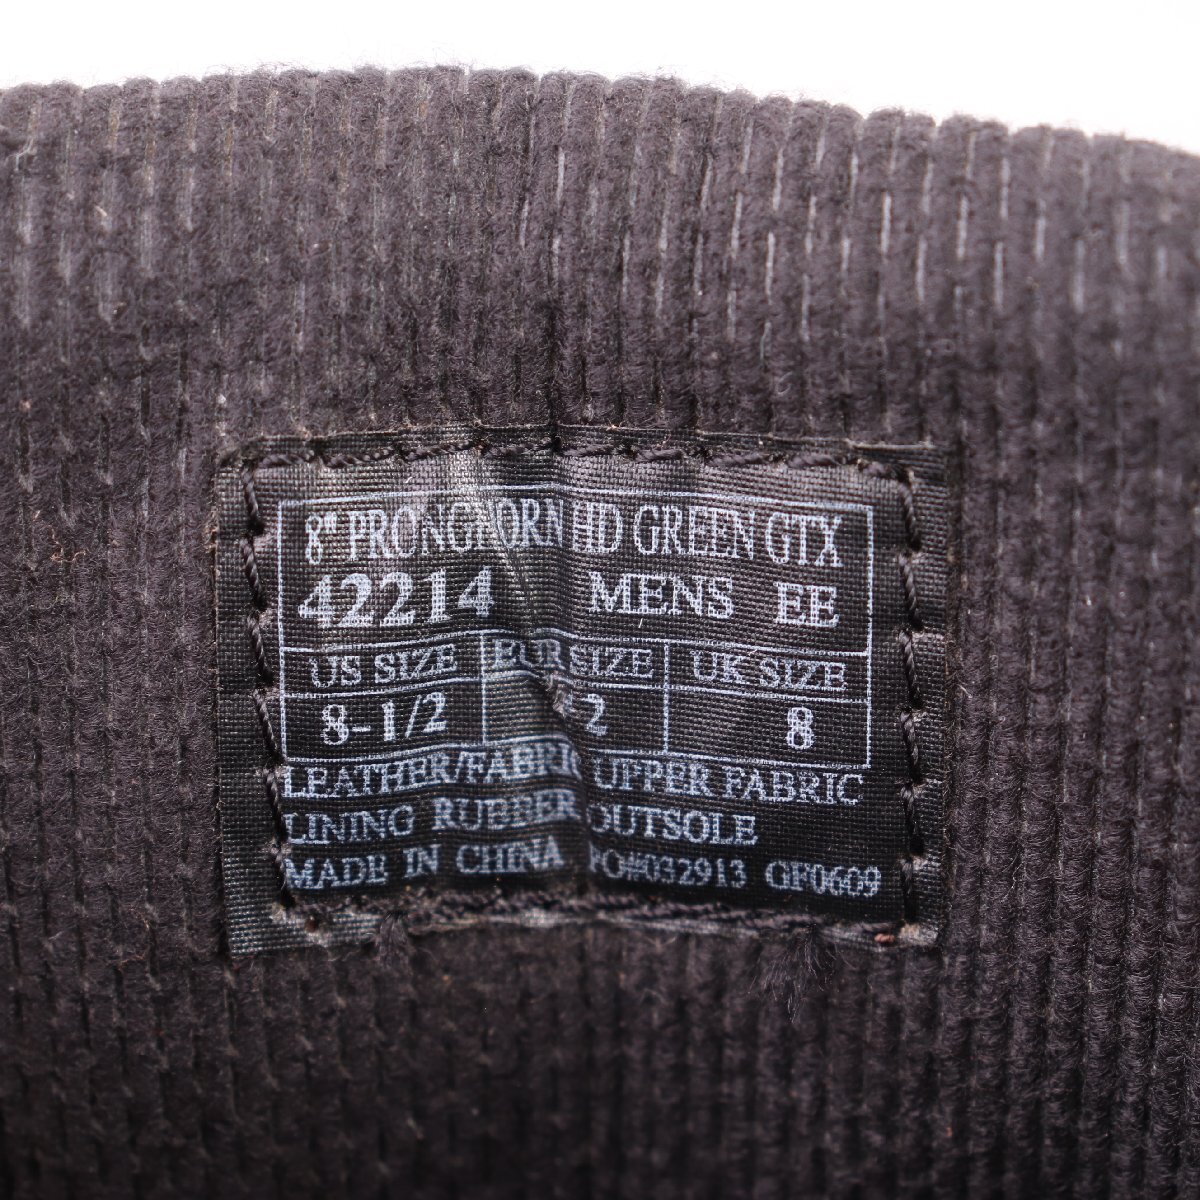 8" PRONGHORN HD GREEN GTX
42214 MENS EE
US SIZE EUR SIZE UK SIZE
8-1/2 8
LEATHER/FABRIC UPPER FABRIC
LINING RUBBER OUTSOLE
MADE IN CHINA PO#032913 GF0609